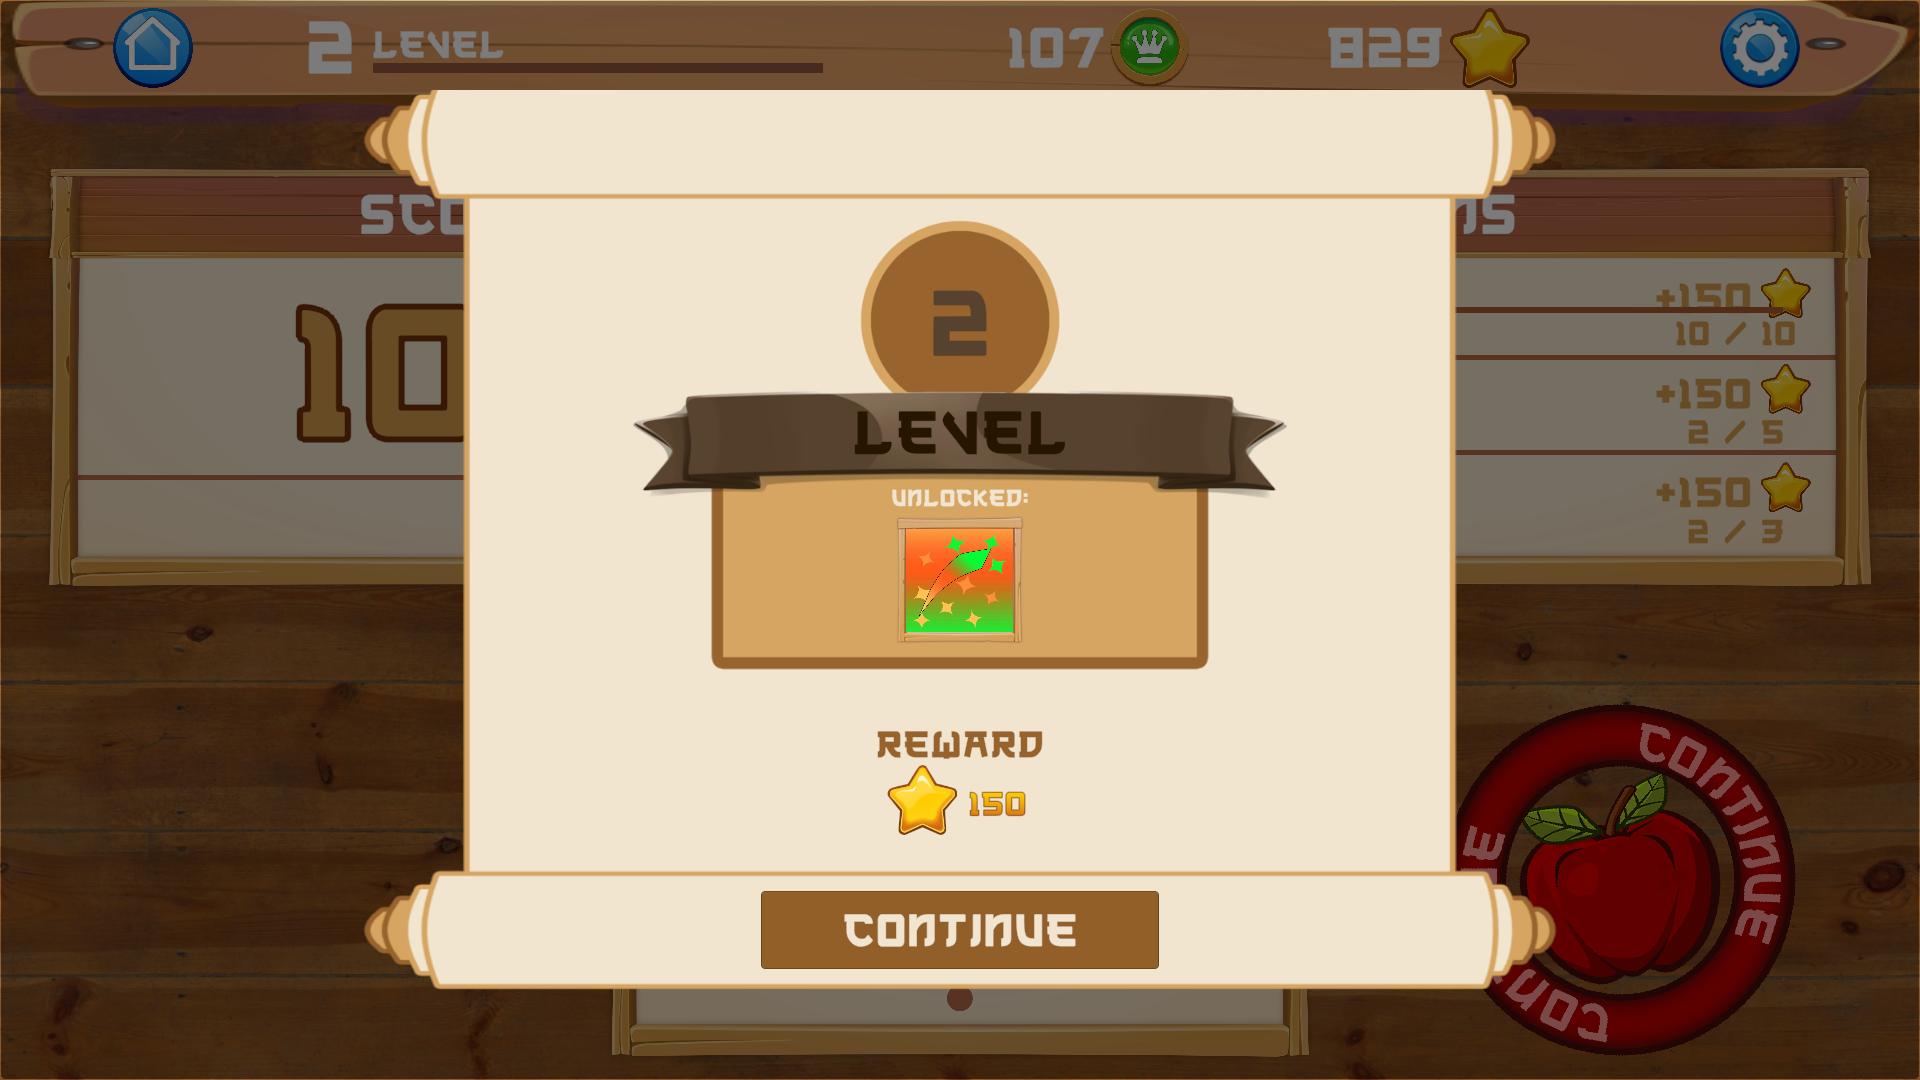 2 LEVEL
107
829
10
+150
10 / 10
+150
2 / 5
+150
2 / 3
2
LEVEL
UNLOCKED:
REWARD
150
CONTINUE
CONTINUE